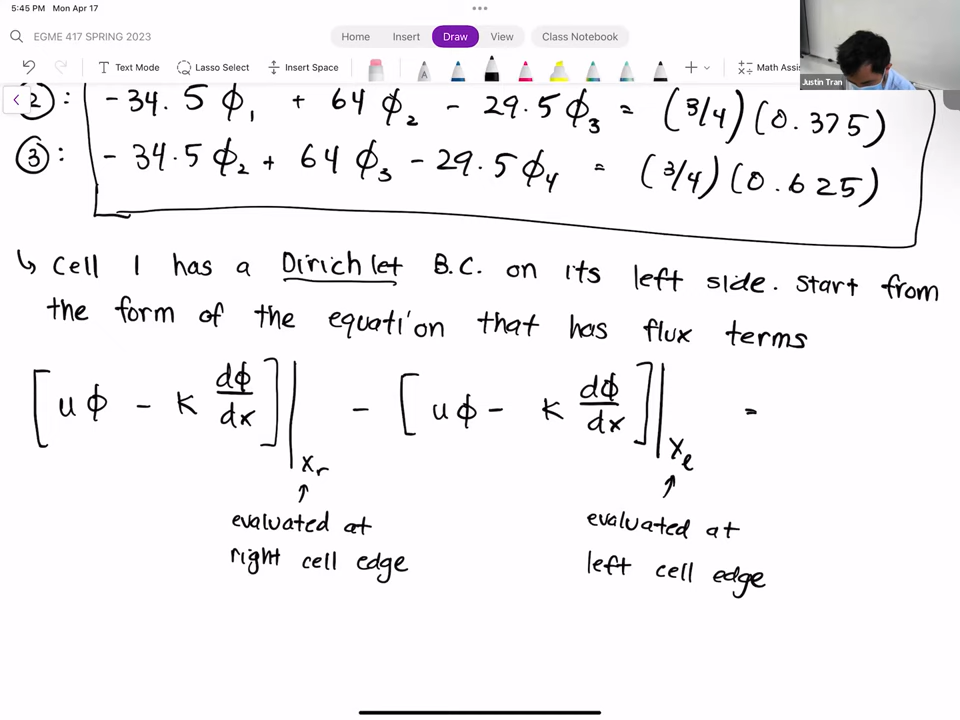 5:45 PM Mon Apr 17
EGME 417 SPRING 2023
Home Insert Draw View Class Notebook
Text Mode Lasso Select Insert Space Math Assis
Justin Tran
② : - 34.5 ϕ₁ + 64 ϕ₂ - 29.5 ϕ₃ = (3/4)(0.375)
③ : - 34.5 ϕ₂ + 64 ϕ₃ - 29.5 ϕ₄ = (3/4)(0.625)
↳ Cell 1 has a Dirichlet B.C. on its left side. Start from
the form of the equation that has flux terms
[uϕ - K dϕ/dx]|xᵣ - [uϕ - K dϕ/dx]|xₗ =
↑ ↑
evaluated at evaluated at
right cell edge left cell edge